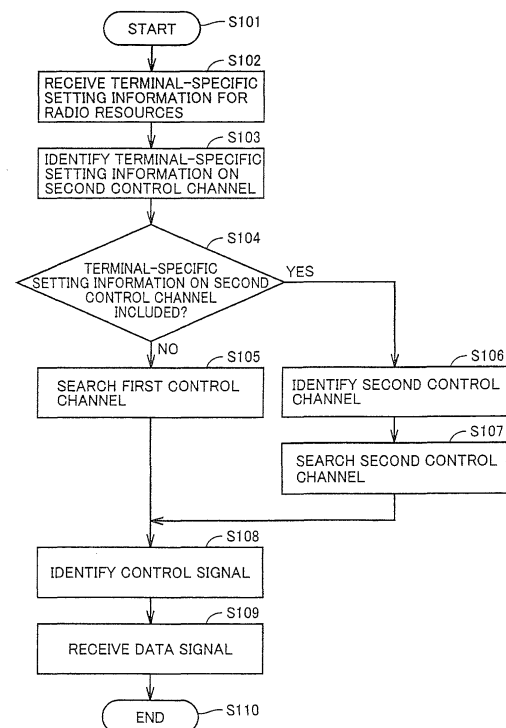 START
S101
S102
RECEIVE TERMINAL-SPECIFIC
SETTING INFORMATION FOR
RADIO RESOURCES
S103
IDENTIFY TERMINAL-SPECIFIC
SETTING INFORMATION ON
SECOND CONTROL CHANNEL
S104
TERMINAL-SPECIFIC
SETTING INFORMATION ON SECOND
CONTROL CHANNEL
INCLUDED?
YES
NO
S105
SEARCH FIRST CONTROL
CHANNEL
S106
IDENTIFY SECOND CONTROL
CHANNEL
S107
SEARCH SECOND CONTROL
CHANNEL
S108
IDENTIFY CONTROL SIGNAL
S109
RECEIVE DATA SIGNAL
END
S110